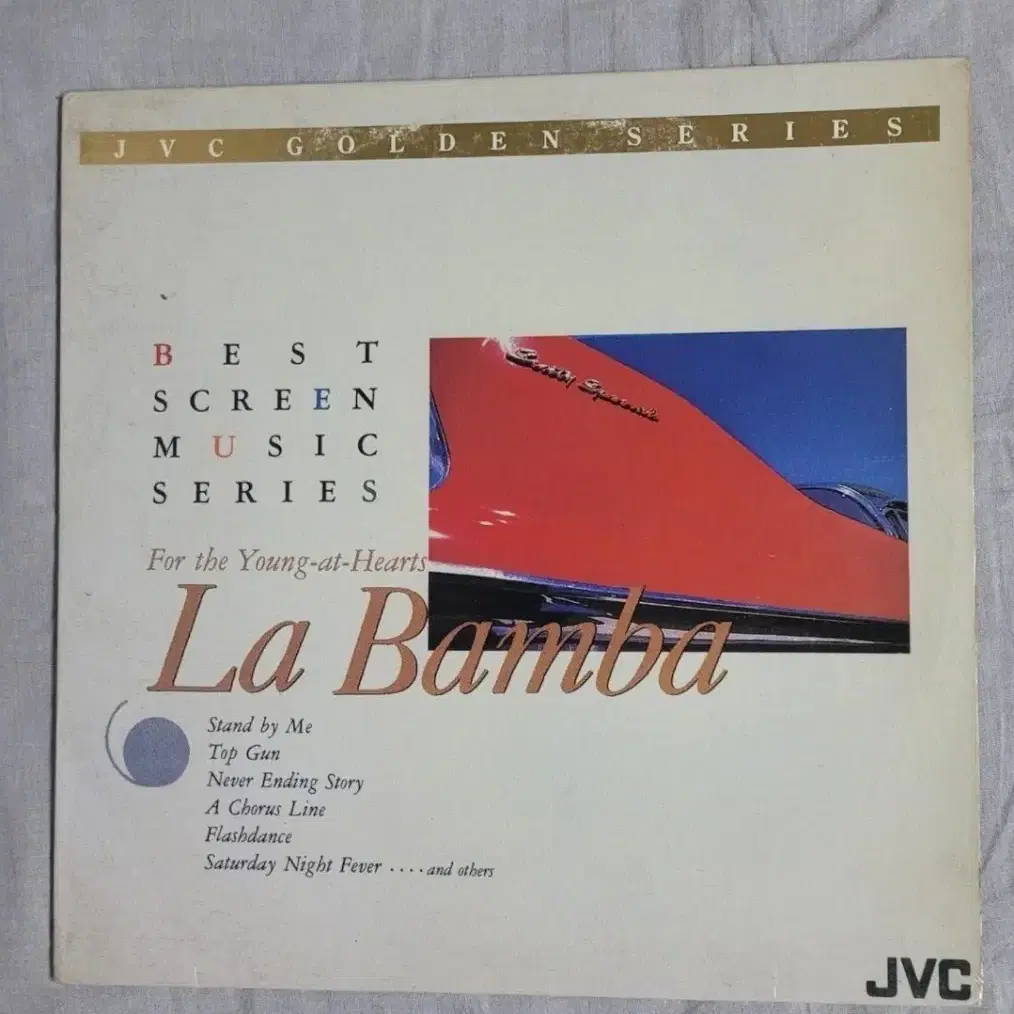 JVC GOLDEN SERIES
BEST
SCREEN
MUSIC
SERIES
For the Young-at-Hearts
La Bamba
Stand by Me
Top Gun
Never Ending Story
A Chorus Line
Flashdance
Saturday Night Fever ....and others
JVC